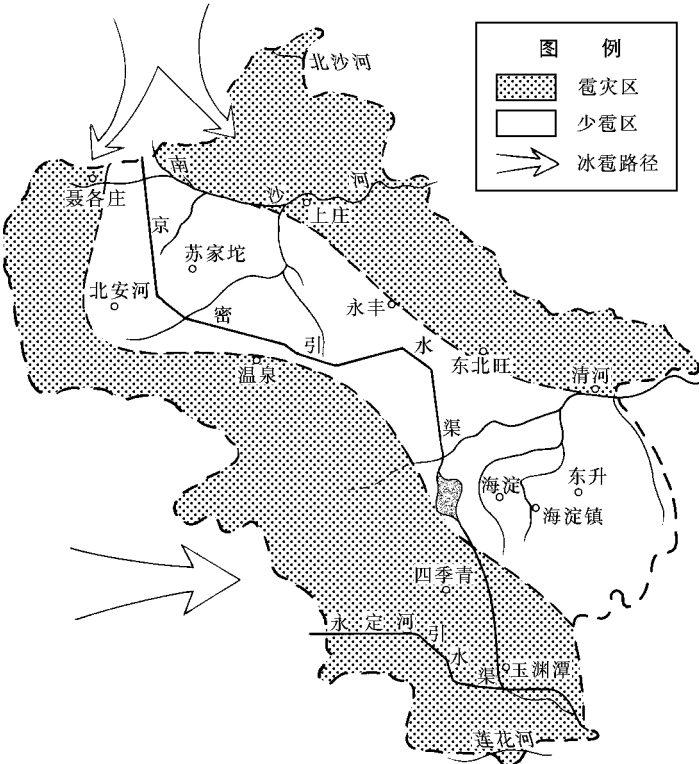 图 例
雹灾区
少雹区
冰雹路径
北沙河
南沙河
聂各庄
上庄
京密引水渠
苏家坨
北安河
永丰
温泉
东北旺
清河
海淀
东升
海淀镇
四季青
永定河引水渠
玉渊潭
莲花河